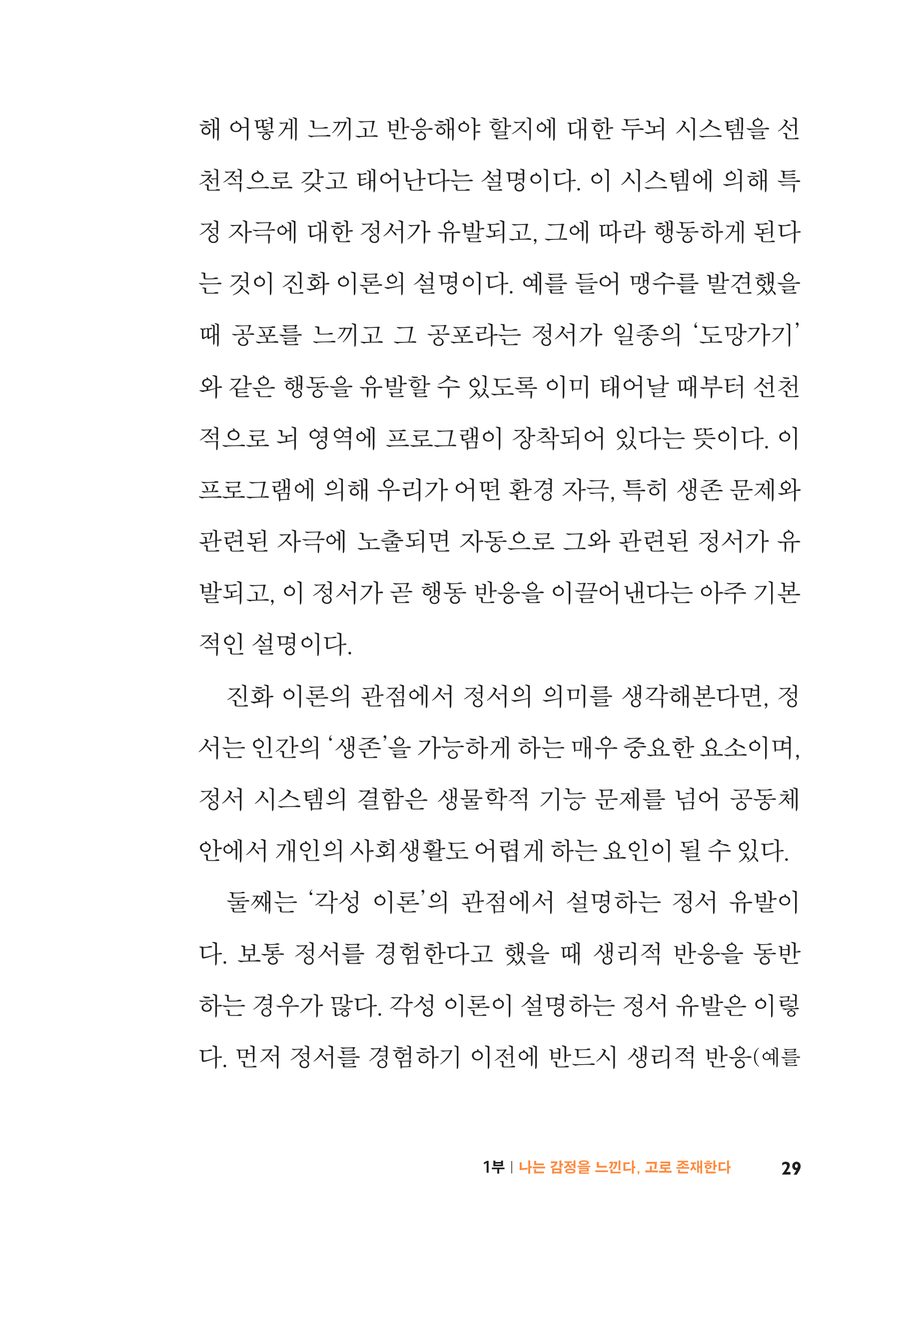 해 어떻게 느끼고 반응해야 할지에 대한 두뇌 시스템을 선
천적으로 갖고 태어난다는 설명이다. 이 시스템에 의해 특
정 자극에 대한 정서가 유발되고, 그에 따라 행동하게 된다
는 것이 진화 이론의 설명이다. 예를 들어 맹수를 발견했을
때 공포를 느끼고 그 공포라는 정서가 일종의 ‘도망가기’
와 같은 행동을 유발할 수 있도록 이미 태어날 때부터 선천
적으로 뇌 영역에 프로그램이 장착되어 있다는 뜻이다. 이
프로그램에 의해 우리가 어떤 환경 자극, 특히 생존 문제와
관련된 자극에 노출되면 자동으로 그와 관련된 정서가 유
발되고, 이 정서가 곧 행동 반응을 이끌어낸다는 아주 기본
적인 설명이다.
진화 이론의 관점에서 정서의 의미를 생각해본다면, 정
서는 인간의 ‘생존’을 가능하게 하는 매우 중요한 요소이며,
정서 시스템의 결함은 생물학적 기능 문제를 넘어 공동체
안에서 개인의 사회생활도 어렵게 하는 요인이 될 수 있다.
둘째는 ‘각성 이론’의 관점에서 설명하는 정서 유발이
다. 보통 정서를 경험한다고 했을 때 생리적 반응을 동반
하는 경우가 많다. 각성 이론이 설명하는 정서 유발은 이렇
다. 먼저 정서를 경험하기 이전에 반드시 생리적 반응(예를
1부 | 나는 감정을 느낀다, 고로 존재한다 29